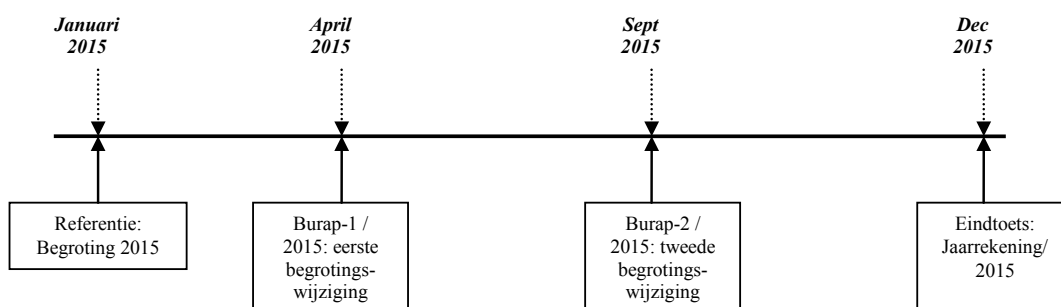 Januari
2015
April
2015
Sept
2015
Dec
2015
Referentie:
Begroting 2015
Burap-1 /
2015: eerste
begrotings-
wijziging
Burap-2 /
2015: tweede
begrotings-
wijziging
Eindtoets:
Jaarrekening/
2015